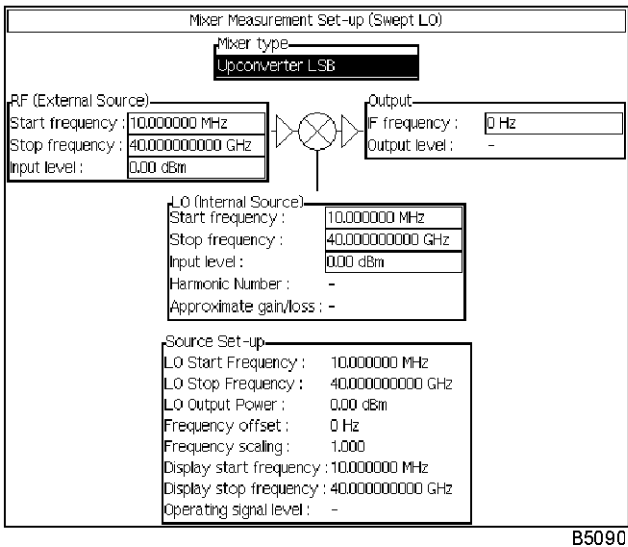 Mixer Measurement Set-up (Swept LO)
Mixer type
Upconverter LSB
RF (External Source)
Start frequency : 10.000000 MHz
Stop frequency : 40.000000000 GHz
Input level : 0.00 dBm
Output
IF frequency : 0 Hz
Output level : -
LO (Internal Source)
Start frequency : 10.000000 MHz
Stop frequency : 40.000000000 GHz
Input level : 0.00 dBm
Harmonic Number : -
Approximate gain/loss : -
Source Set-up
LO Start Frequency : 10.000000 MHz
LO Stop Frequency : 40.000000000 GHz
LO Output Power : 0.00 dBm
Frequency offset : 0 Hz
Frequency scaling : 1.000
Display start frequency : 10.000000 MHz
Display stop frequency : 40.000000000 GHz
Operating signal level : -
B5090